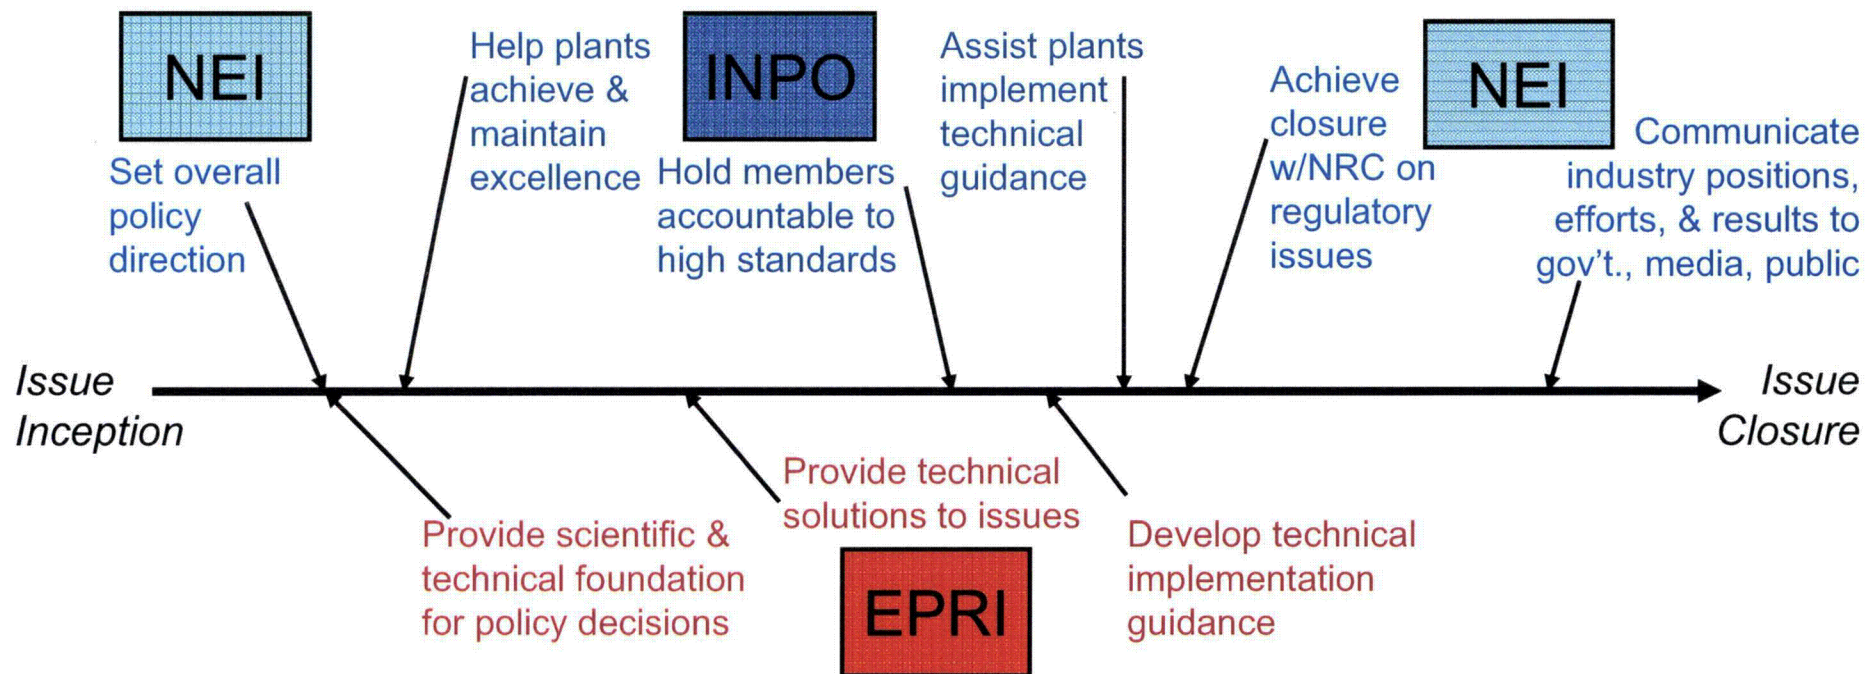 NEI
Set overall
policy
direction
Help plants
achieve &
maintain
excellence
INPO
Hold members
accountable to
high standards
Assist plants
implement
technical
guidance
Achieve
closure
w/NRC on
regulatory
issues
NEI
Communicate
industry positions,
efforts, & results to
gov't., media, public
Issue
Inception
Issue
Closure
Provide scientific &
technical foundation
for policy decisions
Provide technical
solutions to issues
EPRI
Develop technical
implementation
guidance